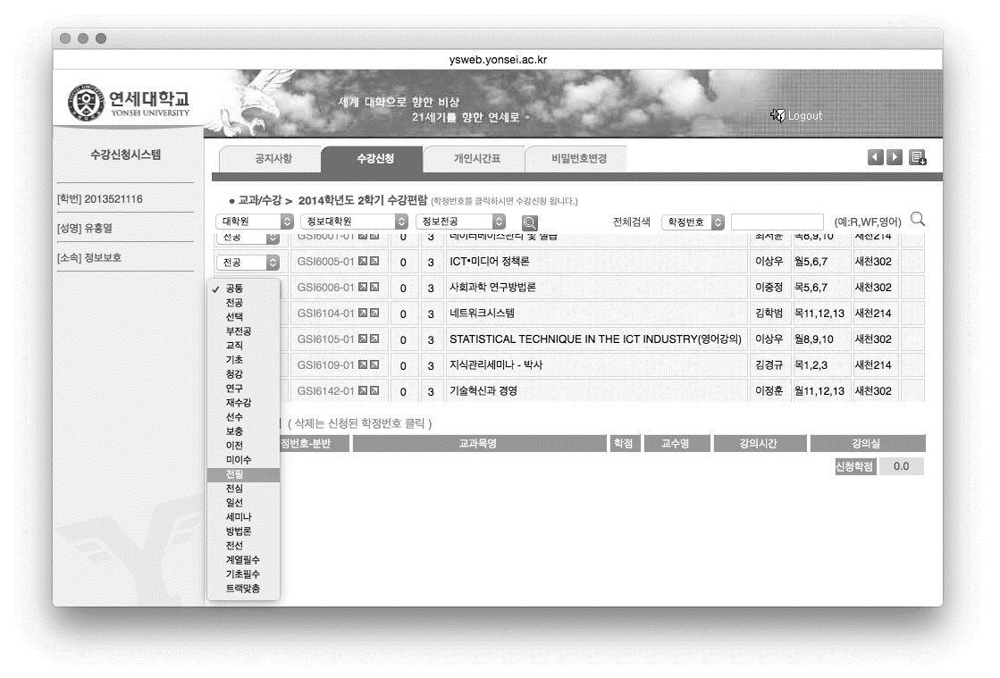 ysweb.yonsei.ac.kr
연세대학교
YONSEI UNIVERSITY
세계 대학으로 향한 비상
21세기를 향한 연세로
Logout
수강신청시스템
[학번] 2013521116
[성명] 유홍열
[소속] 정보보호
공지사항 수강신청 개인시간표 비밀번호변경
• 교과/수강 > 2014학년도 2학기 수강편람 (학정번호를 클릭하시면 수강신청 됩니다.)
대학원 정보대학원 정보전공 전체검색 학정번호 (예:R,WF,영어)
전공 GSI6001-01 0 3 데이터베이스관리 및 실습 최서윤 목8,9,10 새천214
전공 GSI6005-01 0 3 ICT•미디어 정책론 이상우 월5,6,7 새천302
GSI6006-01 0 3 사회과학 연구방법론 이중정 목5,6,7 새천302
GSI6104-01 0 3 네트워크시스템 김학범 목11,12,13 새천214
GSI6105-01 0 3 STATISTICAL TECHNIQUE IN THE ICT INDUSTRY(영어강의) 이상우 월8,9,10 새천302
GSI6109-01 0 3 지식관리세미나 - 박사 김경규 목1,2,3 새천214
GSI6142-01 0 3 기술혁신과 경영 이정훈 월11,12,13 새천302
✓ 공통
전공
선택
부전공
교직
기초
청강
연구
재수강
선수
보충
이전
미이수
전필
전심
일선
세미나
방법론
전선
계열필수
기초필수
트랙맞춤
( 삭제는 신청된 학정번호 클릭 )
정번호-분반 교과목명 학점 교수명 강의시간 강의실
신청학점 0.0